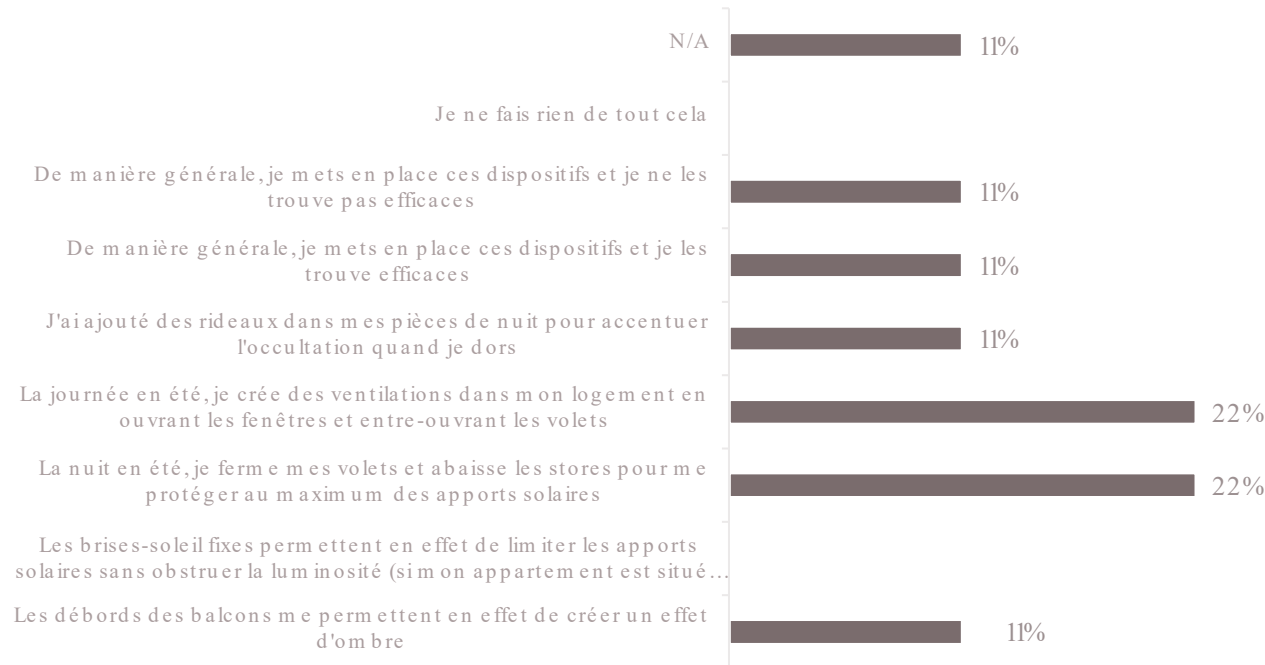 N/A
11%
Je ne fais rien de tout cela
De manière générale, je mets en place ces dispositifs et je ne les
trouve pas efficaces
11%
De manière générale, je mets en place ces dispositifs et je les
trouve efficaces
11%
J'ai ajouté des rideaux dans mes pièces de nuit pour accentuer
l'occultation quand je dors
11%
La journée en été, je crée des ventilations dans mon logement en
ouvrant les fenêtres et entre-ouvrant les volets
22%
La nuit en été, je ferme mes volets et abaisse les stores pour me
protéger au maximum des apports solaires
22%
Les brises-soleil fixes permettent en effet de limiter les apports
solaires sans obstruer la luminosité (si mon appartement est situé…
Les débords des balcons me permettent en effet de créer un effet
d'ombre
11%